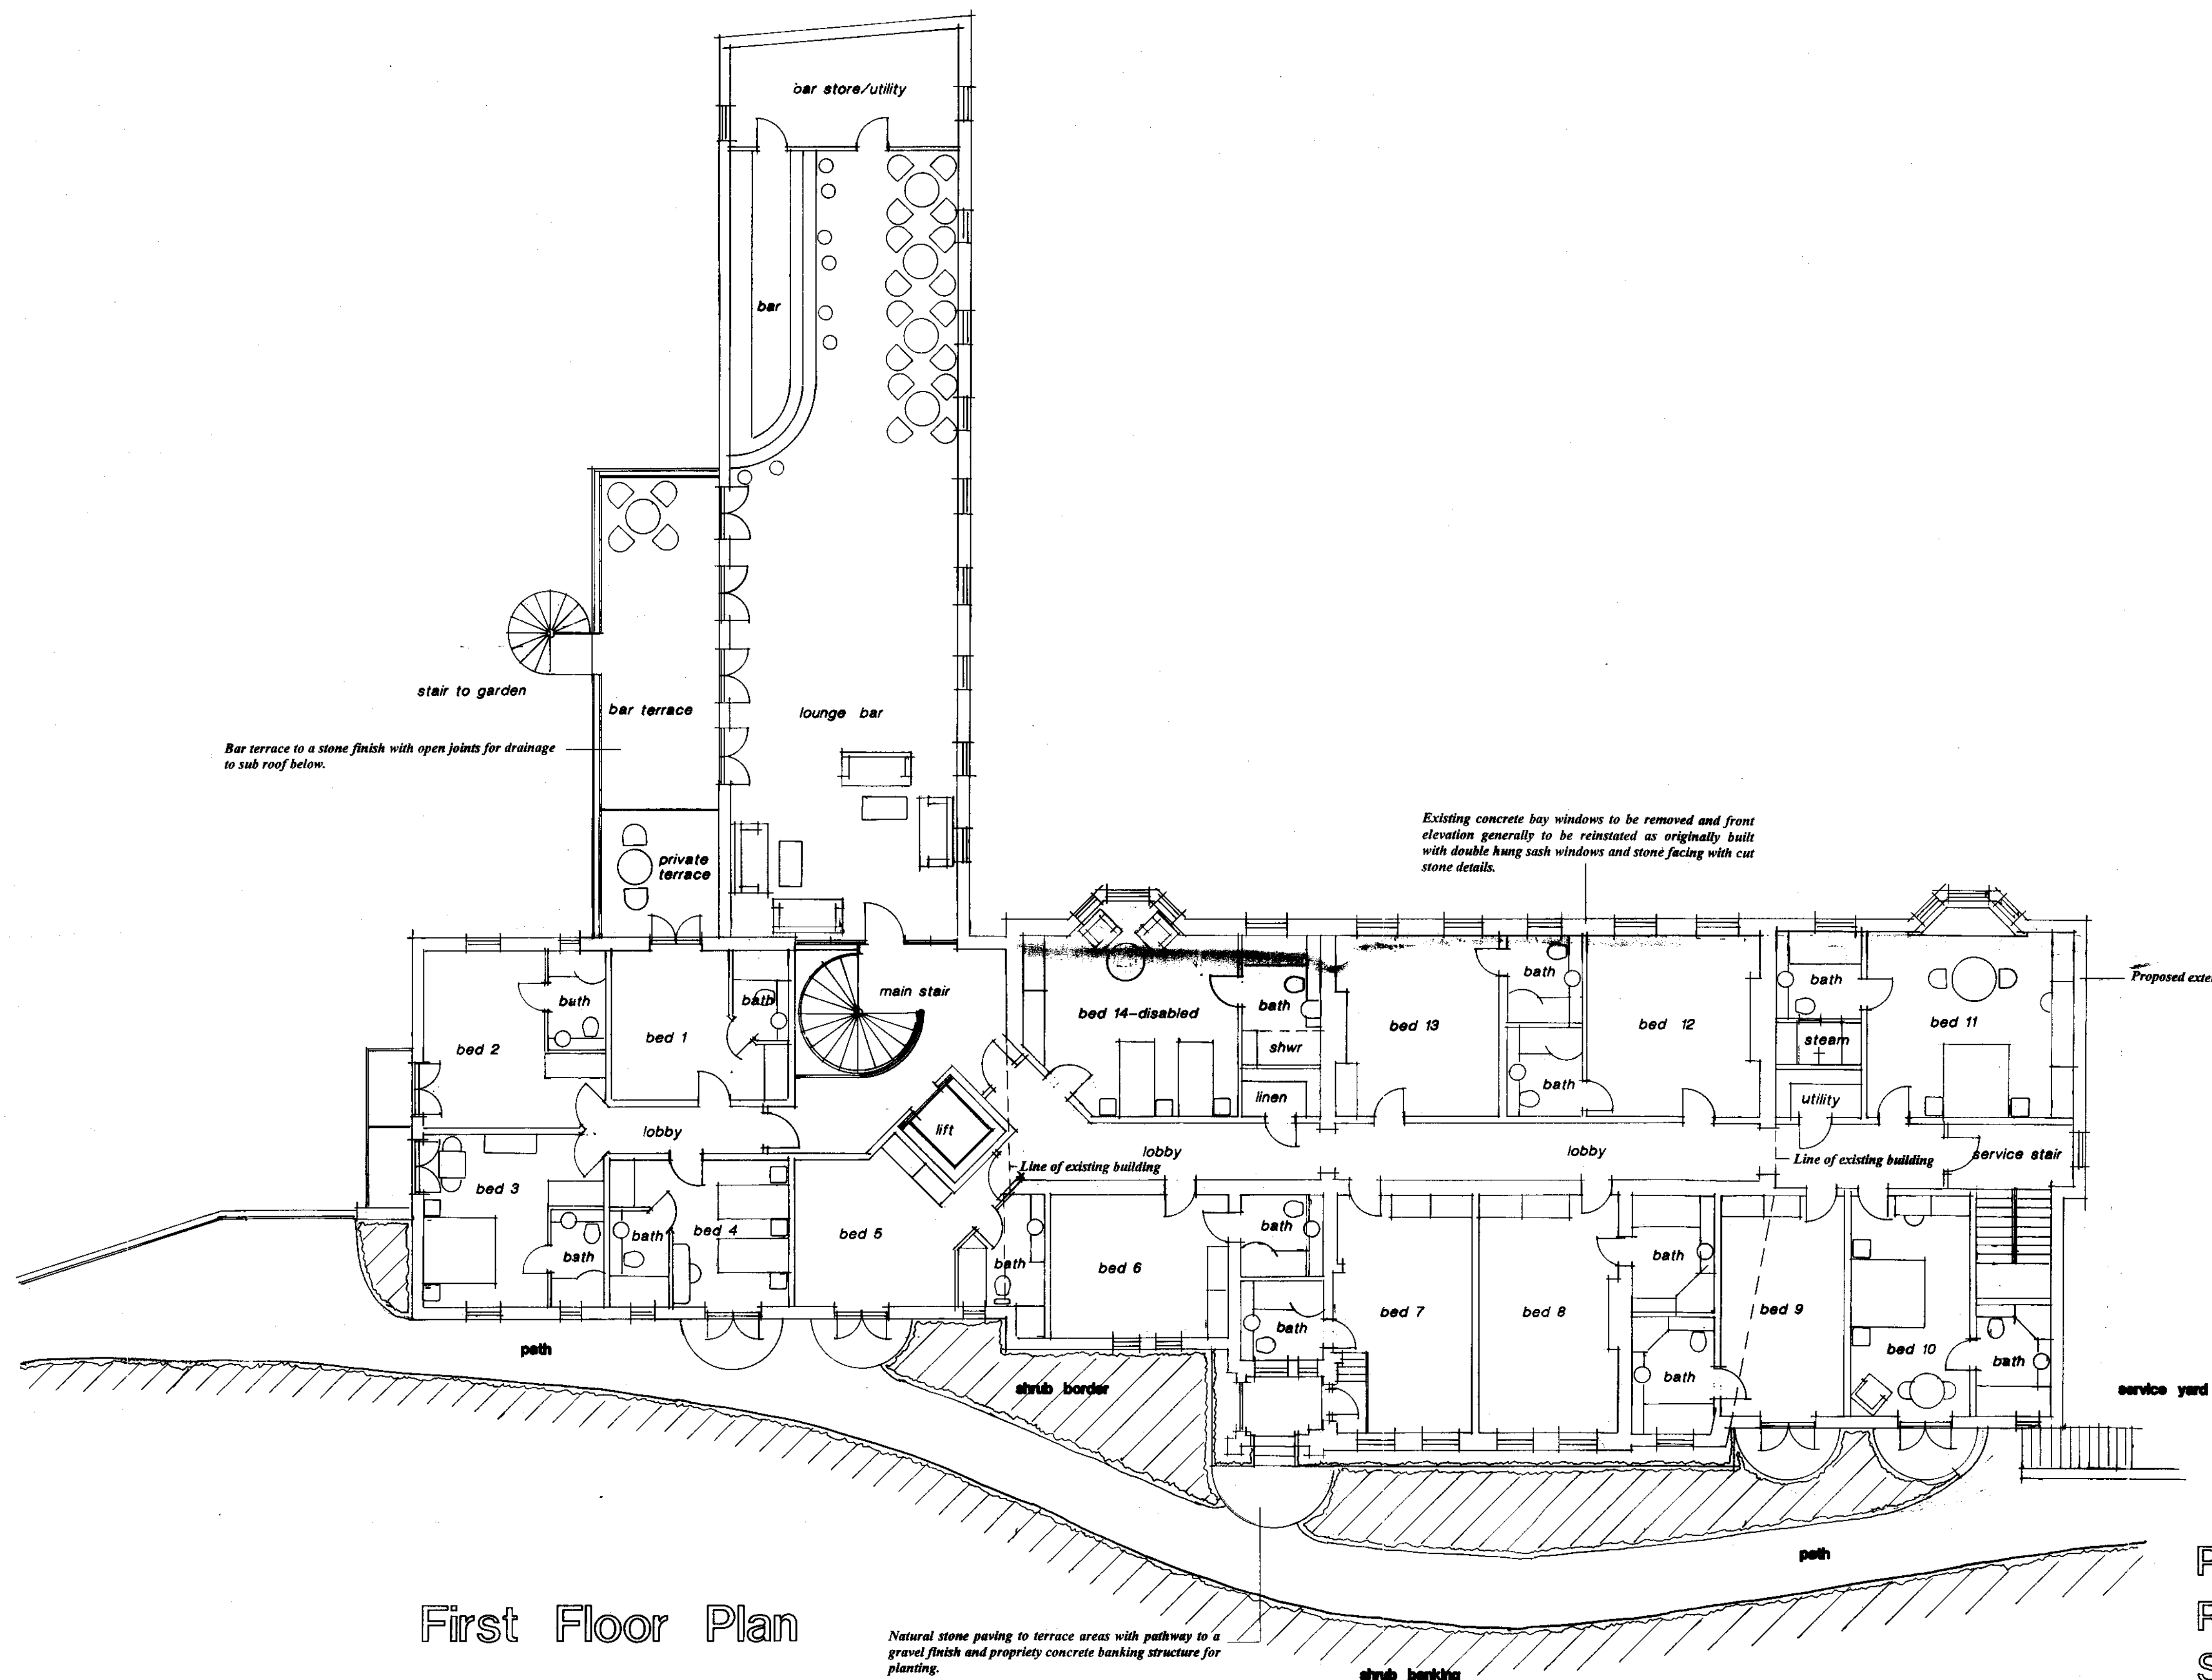 bar store/utility
bar
stair to garden
bar terrace
lounge bar
Bar terrace to a stone finish with open joints for drainage
to sub roof below.
private
terrace
Existing concrete bay windows to be removed and front
elevation generally to be reinstated as originally built
with double hung sash windows and stone facing with cut
stone details.
Proposed exte
bed 2
bath
bed 1
bath
main stair
bed 14-disabled
bath
shwr
linen
bed 13
bath
bath
bed 12
bath
steam
utility
bed 11
lobby
lift
lobby
Line of existing building
lobby
Line of existing building
service stair
bed 3
bath
bath
bed 4
bed 5
bath
bed 6
bath
bath
bed 7
bed 8
bath
bath
bed 9
bed 10
bath
service yard
path
shrub border
path
First Floor Plan
Natural stone paving to terrace areas with pathway to a
gravel finish and propriety concrete banking structure for
planting.
shrub banking
P
F
S